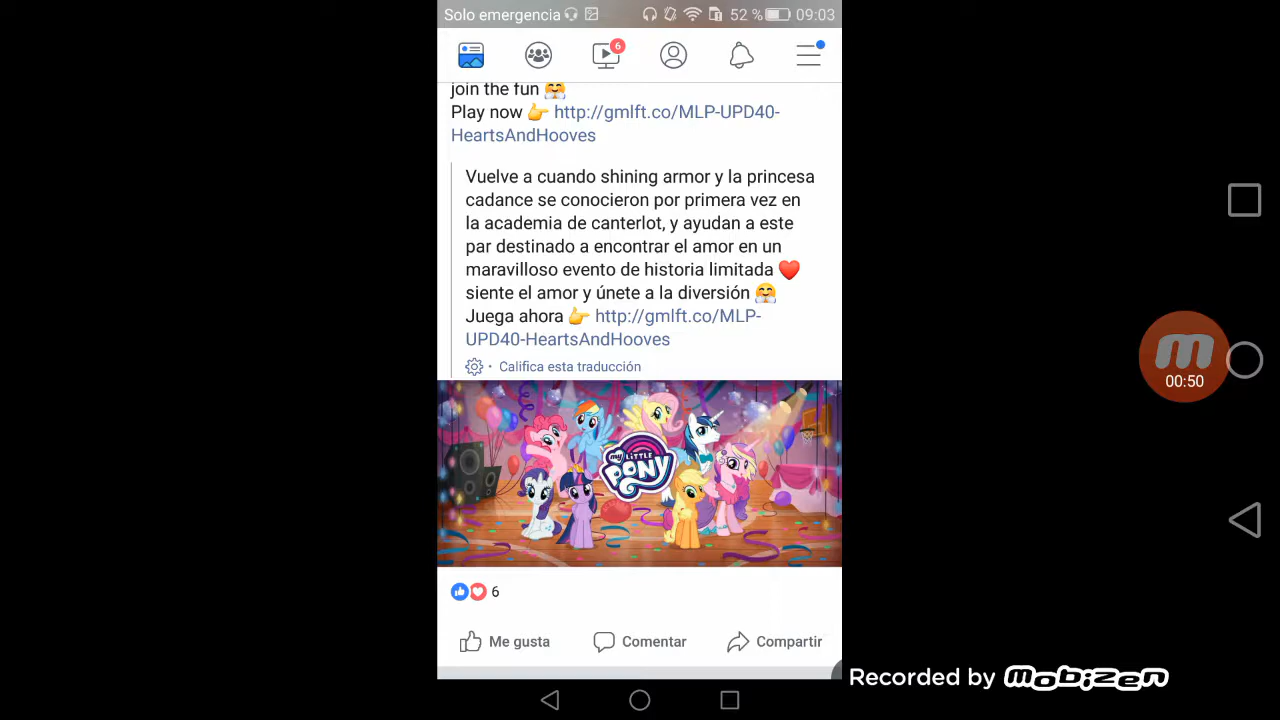 Solo emergencia 52 % 09:03
6
join the fun 🤗
Play now 👉 http://gmlft.co/MLP-UPD40-
HeartsAndHooves
Vuelve a cuando shining armor y la princesa
cadance se conocieron por primera vez en
la academia de canterlot, y ayudan a este
par destinado a encontrar el amor en un
maravilloso evento de historia limitada ❤️
siente el amor y únete a la diversión 🤗
Juega ahora 👉 http://gmlft.co/MLP-
UPD40-HeartsAndHooves
· Califica esta traducción
my LiTTLE
PONY
6
Me gusta Comentar Compartir
00:50
Recorded by mobizen